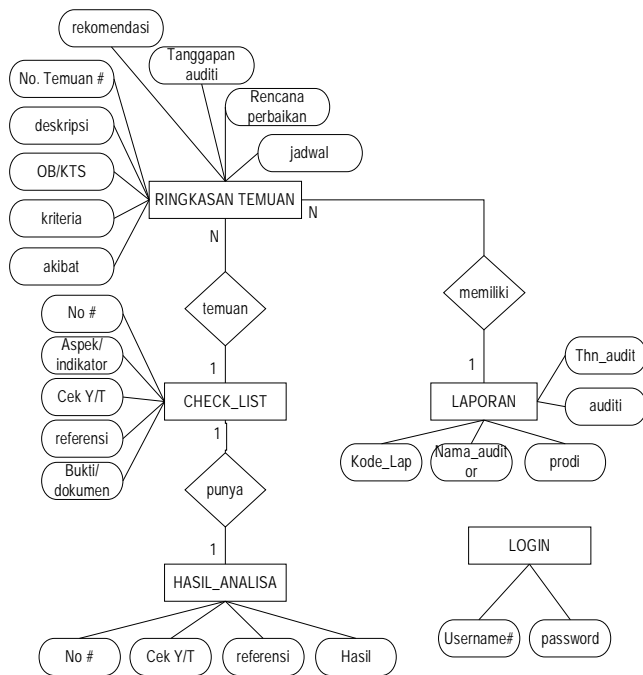 rekomendasi
Tanggapan
auditi
No. Temuan #
Rencana
perbaikan
deskripsi
jadwal
OB/KTS
RINGKASAN TEMUAN
kriteria
N
N
akibat
temuan
memiliki
No #
Aspek/
indikator
1
1
Thn_audit
Cek Y/T
CHECK_LIST
LAPORAN
auditi
referensi
1
Bukti/
dokumen
Kode_Lap
Nama_audit
or
prodi
punya
1
HASIL_ANALISA
LOGIN
No #
Cek Y/T
referensi
Hasil
Username#
password